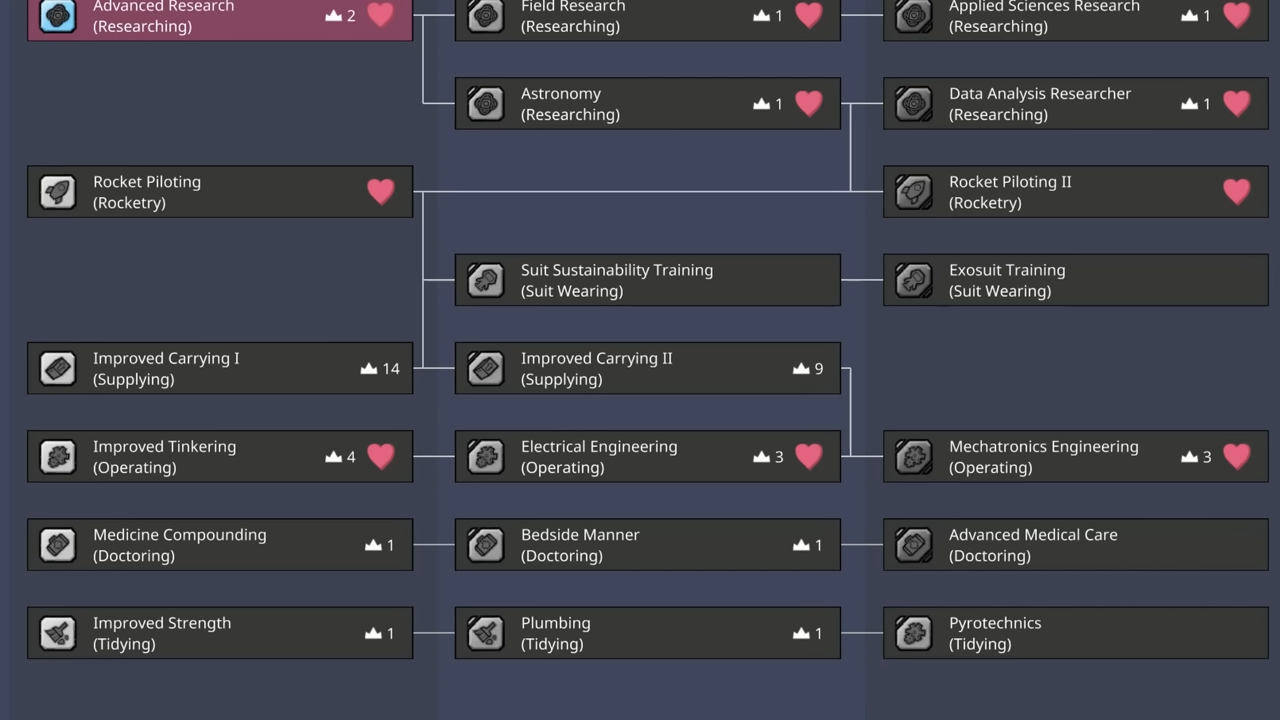 Advanced Research
(Researching)
2
Field Research
(Researching)
1
Applied Sciences Research
(Researching)
1
Astronomy
(Researching)
1
Data Analysis Researcher
(Researching)
1
Rocket Piloting
(Rocketry)
Rocket Piloting II
(Rocketry)
Suit Sustainability Training
(Suit Wearing)
Exosuit Training
(Suit Wearing)
Improved Carrying I
(Supplying)
14
Improved Carrying II
(Supplying)
9
Improved Tinkering
(Operating)
4
Electrical Engineering
(Operating)
3
Mechatronics Engineering
(Operating)
3
Medicine Compounding
(Doctoring)
1
Bedside Manner
(Doctoring)
1
Advanced Medical Care
(Doctoring)
Improved Strength
(Tidying)
1
Plumbing
(Tidying)
1
Pyrotechnics
(Tidying)